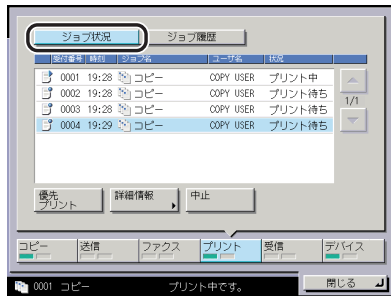 ジョブ状況 ジョブ履歴
受付番号 時刻 ジョブ名 ユーザ名 状況
0001 19:28 コピー COPY USER プリント中
0002 19:28 コピー COPY USER プリント待ち
0003 19:28 コピー COPY USER プリント待ち
0004 19:29 コピー COPY USER プリント待ち
1/1
優先
プリント 詳細情報 中止
コピー 送信 ファクス プリント 受信 デバイス
0001 コピー プリント中です。 閉じる